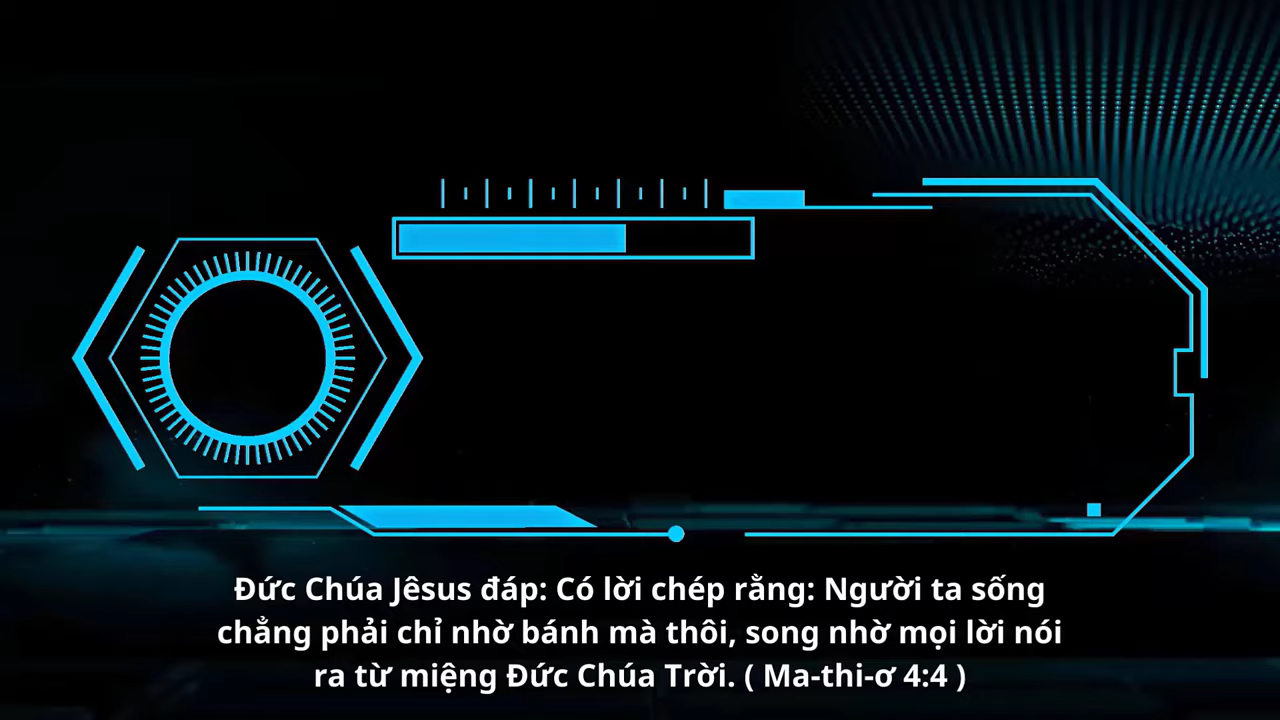 Đức Chúa Jêsus đáp: Có lời chép rằng: Người ta sống
chẳng phải chỉ nhờ bánh mà thôi, song nhờ mọi lời nói
ra từ miệng Đức Chúa Trời. ( Ma-thi-ơ 4:4 )